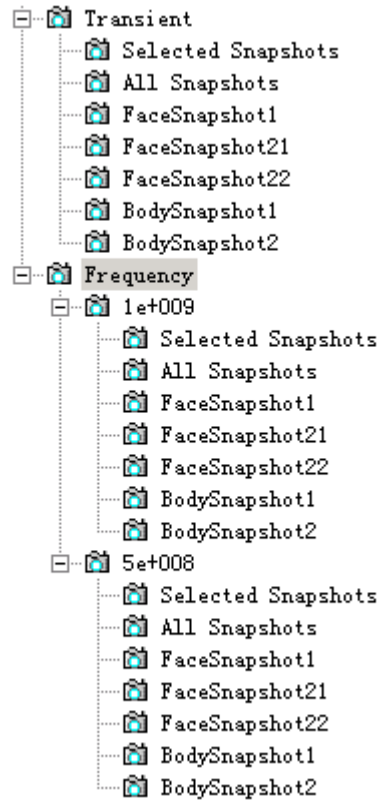 Transient
Selected Snapshots
All Snapshots
FaceSnapshot1
FaceSnapshot21
FaceSnapshot22
BodySnapshot1
BodySnapshot2
Frequency
1e+009
Selected Snapshots
All Snapshots
FaceSnapshot1
FaceSnapshot21
FaceSnapshot22
BodySnapshot1
BodySnapshot2
5e+008
Selected Snapshots
All Snapshots
FaceSnapshot1
FaceSnapshot21
FaceSnapshot22
BodySnapshot1
BodySnapshot2